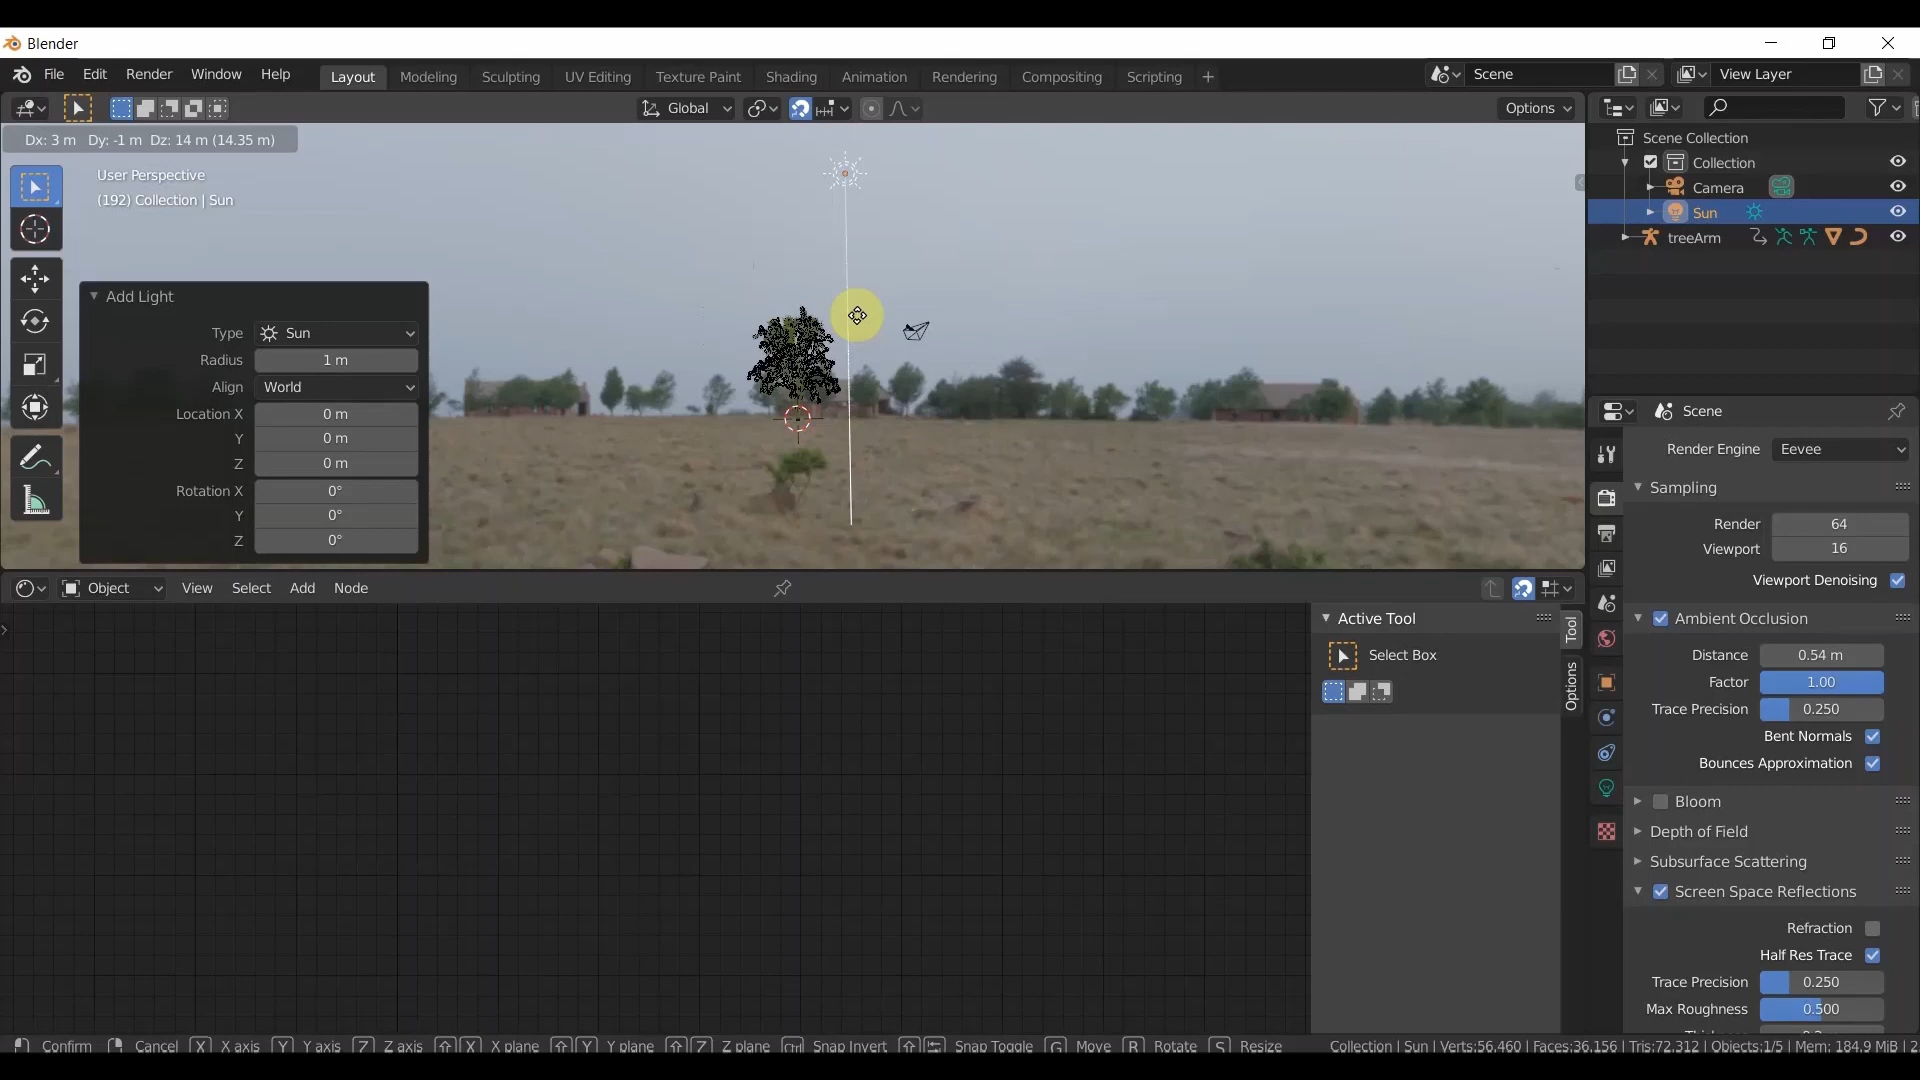 Blender
File Edit Render Window Help
Layout Modeling Sculpting UV Editing Texture Paint Shading Animation Rendering Compositing Scripting +
Scene
View Layer
Global
Options
Dx: 3 m Dy: -1 m Dz: 14 m (14.35 m)
User Perspective
(192) Collection | Sun
Add Light
Type Sun
Radius 1 m
Align World
Location X 0 m
Y 0 m
Z 0 m
Rotation X 0°
Y 0°
Z 0°
Scene Collection
Collection
Camera
Sun
treeArm
Scene
Render Engine Eevee
Sampling
Render 64
Viewport 16
Viewport Denoising
Ambient Occlusion
Distance 0.54 m
Factor 1.00
Trace Precision 0.250
Bent Normals
Bounces Approximation
Bloom
Depth of Field
Subsurface Scattering
Screen Space Reflections
Refraction
Half Res Trace
Trace Precision 0.250
Max Roughness 0.500
Object View Select Add Node
Active Tool
Select Box
Tool
Options
Confirm Cancel X X axis Y Y axis Z Z axis X X plane Y Y plane Z Z plane Ctrl Snap Invert Snap Toggle G Move R Rotate S Resize
Collection | Sun | Verts:56,460 | Faces:36,156 | Tris:72,312 | Objects:1/5 | Mem: 184.9 MiB | 2